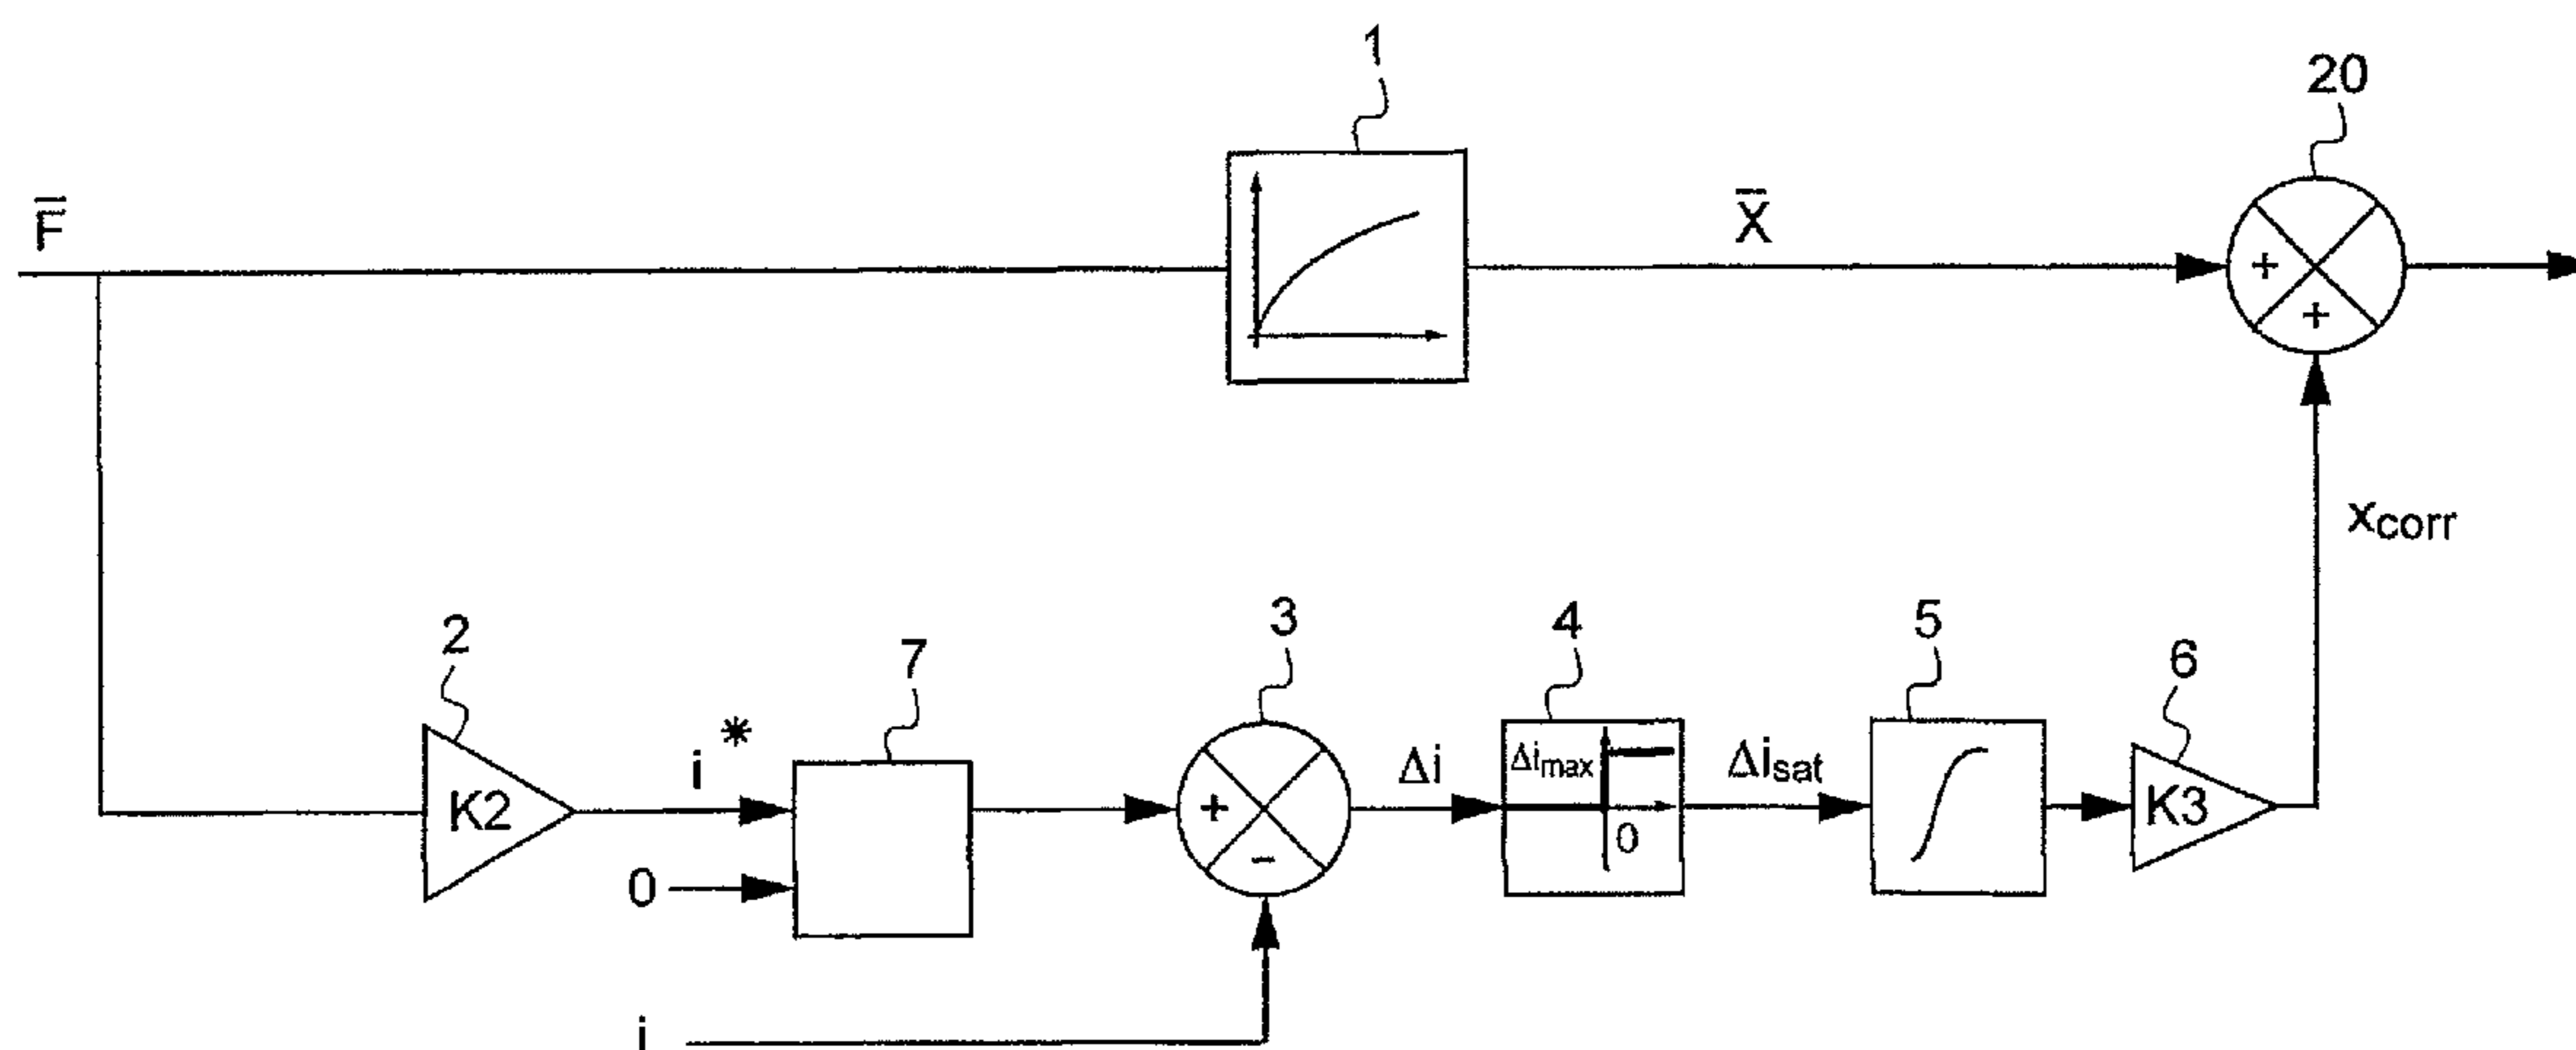 1
20
F̅
X̅
+
+
xcorr
2
7
3
4
5
6
K2
i*
+
-
Δi
Δimax
0
Δisat
K3
0
i